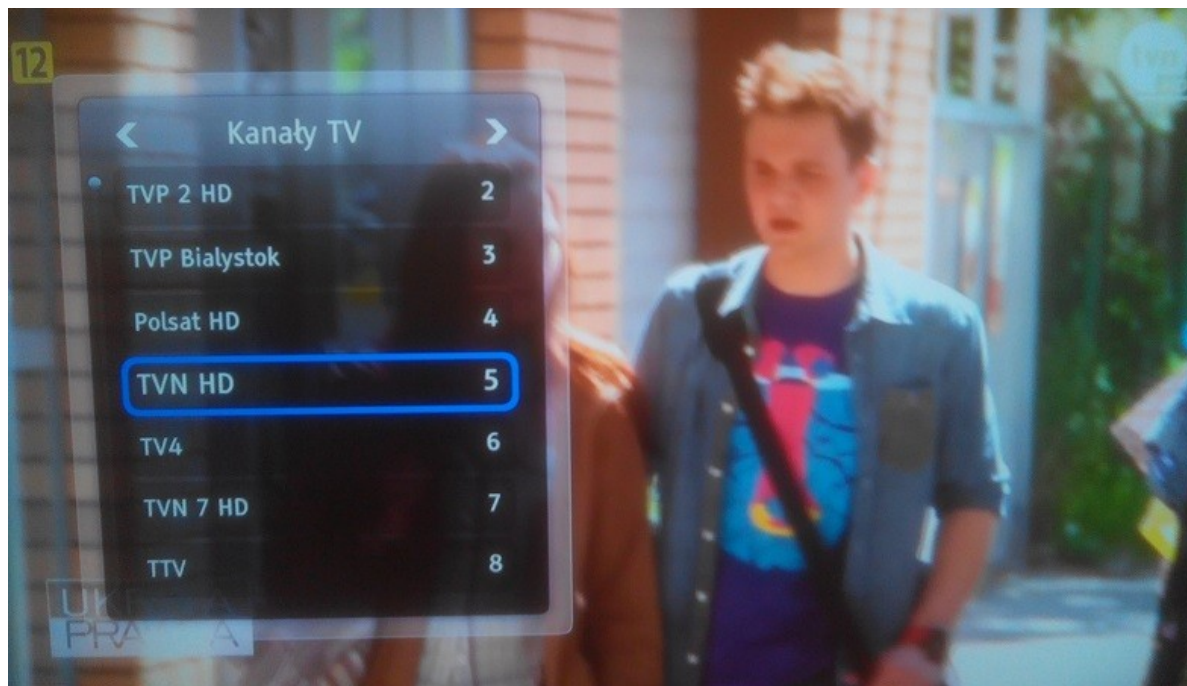 12
tvn
Kanały TV
TVP 2 HD 2
TVP Bialystok 3
Polsat HD 4
TVN HD 5
TV4 6
TVN 7 HD 7
TTV 8